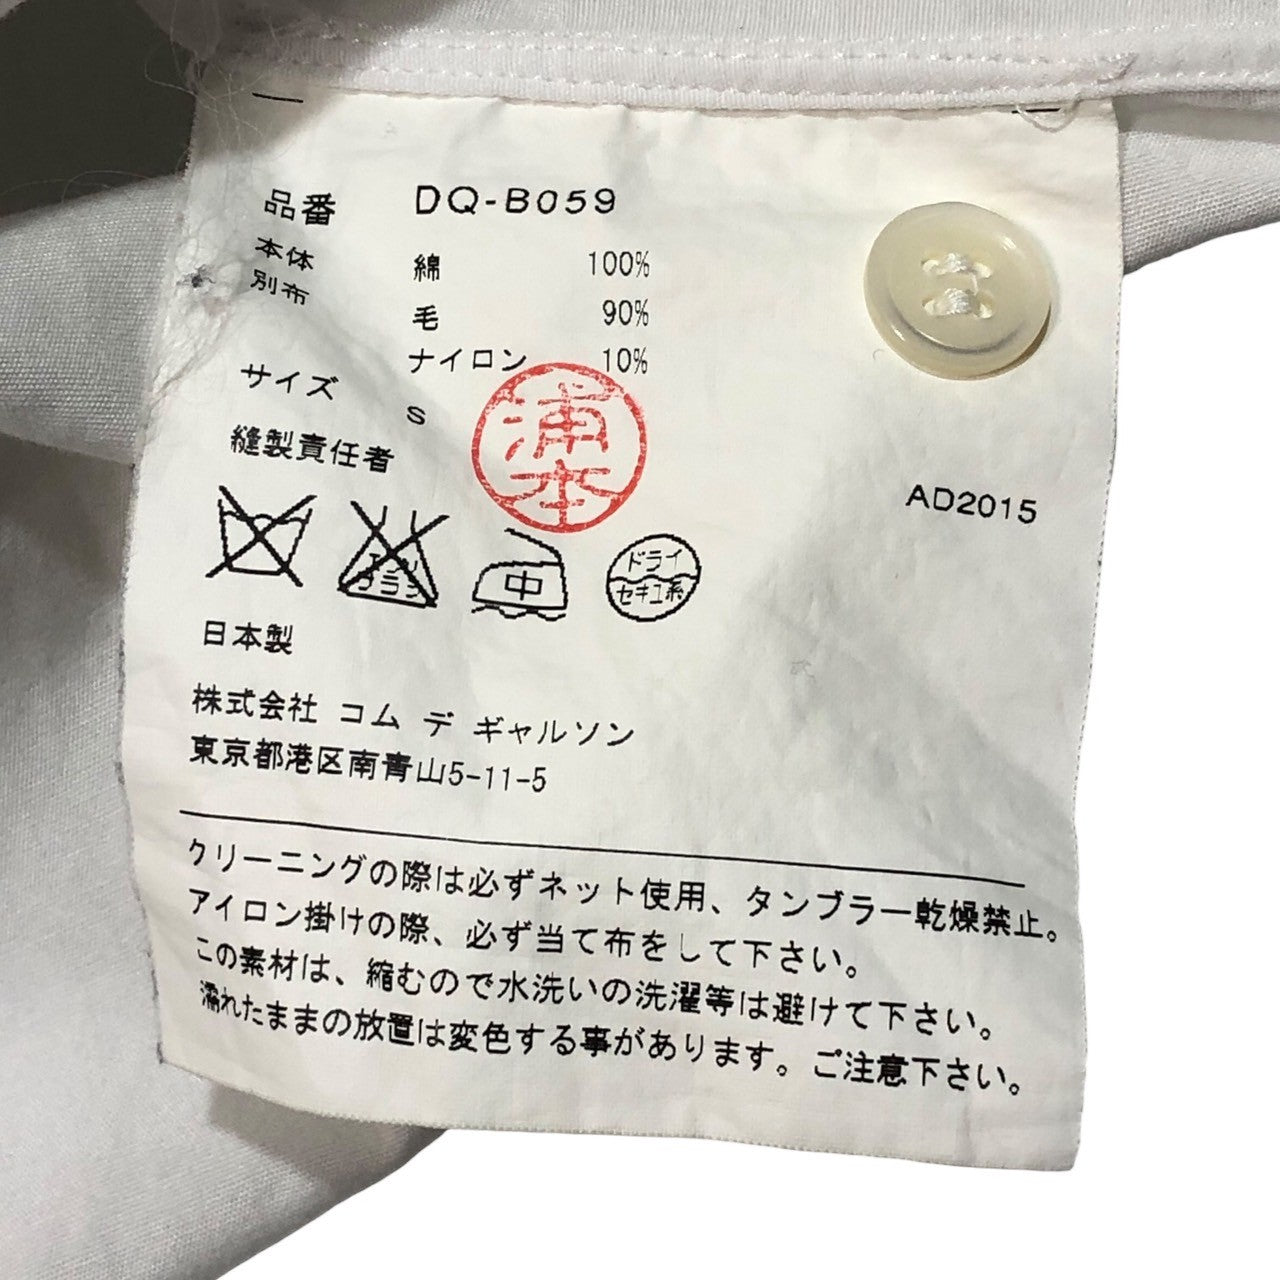 品番 DQ-B059
本体 綿 100%
別布 毛 90%
ナイロン 10%
サイズ S
縫製責任者
浦本
AD2015
エンソ
フラシ
中
ドライ
セキユ系
日本製
株式会社 コム デ ギャルソン
東京都港区南青山5-11-5
クリーニングの際は必ずネット使用、タンブラー乾燥禁止。
アイロン掛けの際、必ず当て布をして下さい。
この素材は、縮むので水洗いの洗濯等は避けて下さい。
濡れたままの放置は変色する事があります。ご注意下さい。